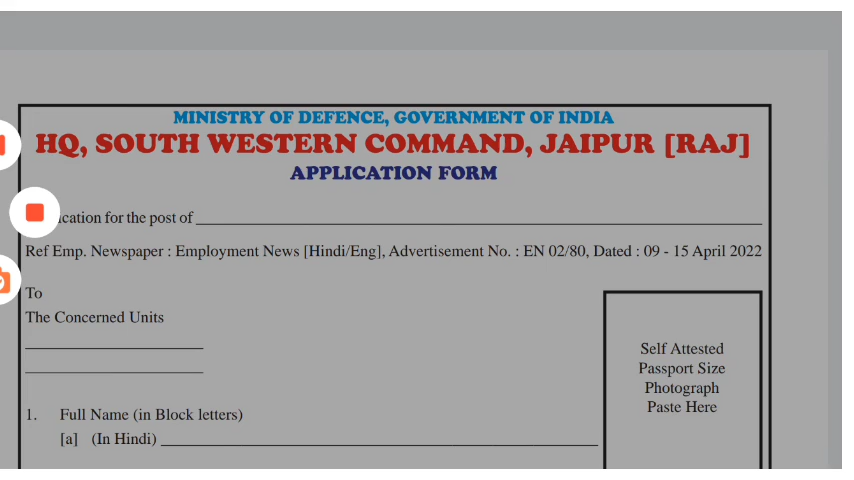 MINISTRY OF DEFENCE, GOVERNMENT OF INDIA
HQ, SOUTH WESTERN COMMAND, JAIPUR [RAJ]
APPLICATION FORM
for the post of
Ref Emp. Newspaper : Employment News [Hindi/Eng], Advertisement No. : EN 02/80, Dated : 09 - 15 April 2022
To
The Concerned Units
Self Attested
Passport Size
Photograph
Paste Here
1. Full Name (in Block letters)
[a] (In Hindi)